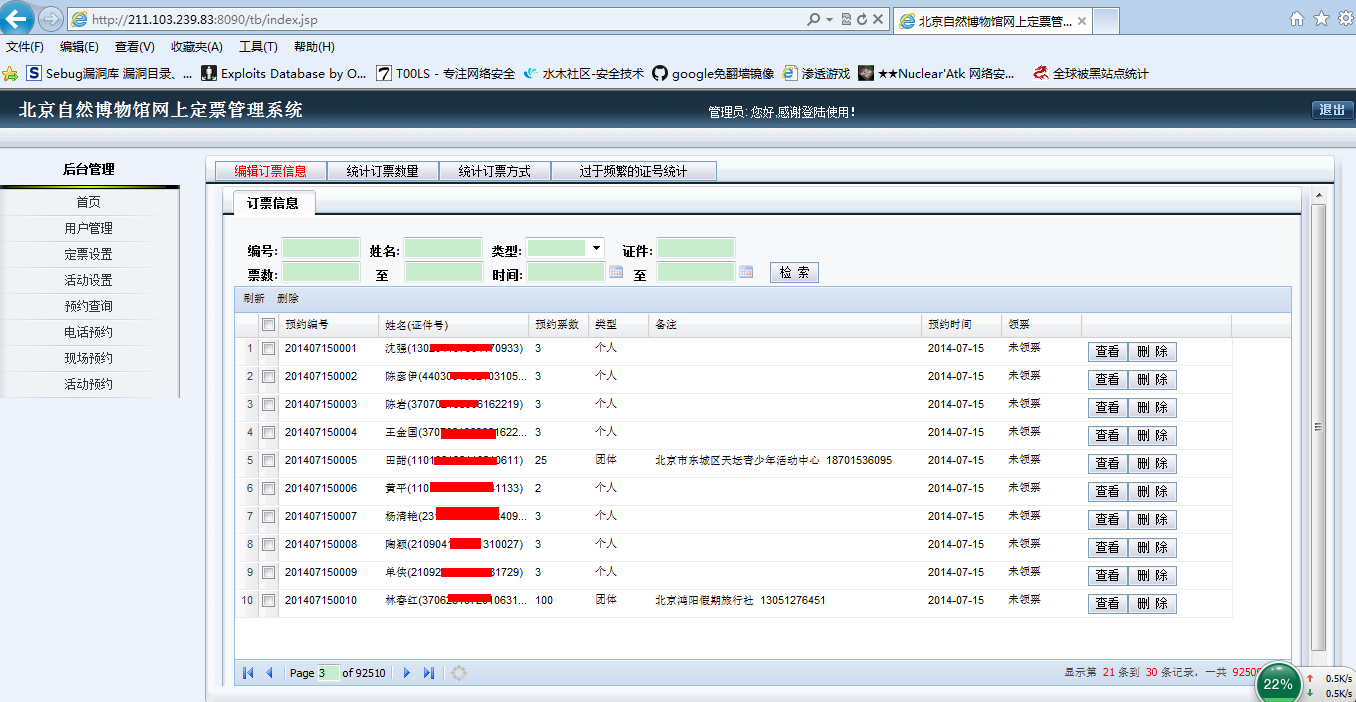 http://211.103.239.83:8090/tb/index.jsp 北京自然博物馆网上定票管...
文件(F) 编辑(E) 查看(V) 收藏夹(A) 工具(T) 帮助(H)
Sebug漏洞库 漏洞目录、... Exploits Database by O... T00LS - 专注网络安全 水木社区-安全技术 google免翻墙镜像 渗透游戏 ★★Nuclear'Atk 网络安... 全球被黑站点统计
北京自然博物馆网上定票管理系统 管理员: 您好,感谢登陆使用! 退出
后台管理
首页
用户管理
定票设置
活动设置
预约查询
电话预约
现场预约
活动预约
编辑订票信息 统计订票数量 统计订票方式 过于频繁的证号统计
订票信息
编号: 姓名: 类型: 证件:
票数: 至 时间: 至 检 索
刷新 删除
预约编号 姓名(证件号) 预约票数 类型 备注 预约时间 领票
1 201407150001 沈强(130 70933) 3 个人 2014-07-15 未领票 查看 删 除
2 201407150002 陈彦伊(4403 03105... 3 个人 2014-07-15 未领票 查看 删 除
3 201407150003 陈岩(3707 6162219) 3 个人 2014-07-15 未领票 查看 删 除
4 201407150004 王金国(370 1622... 3 个人 2014-07-15 未领票 查看 删 除
5 201407150005 田甜(1101 0611) 25 团体 北京市东城区天坛青少年活动中心 18701536095 2014-07-15 未领票 查看 删 除
6 201407150006 黄平(110 1133) 2 个人 2014-07-15 未领票 查看 删 除
7 201407150007 杨清艳(23 409... 3 个人 2014-07-15 未领票 查看 删 除
8 201407150008 陶颖(210904 310027) 3 个人 2014-07-15 未领票 查看 删 除
9 201407150009 单侠(21092 31729) 3 个人 2014-07-15 未领票 查看 删 除
10 201407150010 林春红(3706 0631... 100 团体 北京鸿阳假期旅行社 13051276451 2014-07-15 未领票 查看 删 除
Page 3 of 92510 显示第 21 条到 30 条记录, 一共 92509
22% 0.5K/s
0.5K/s